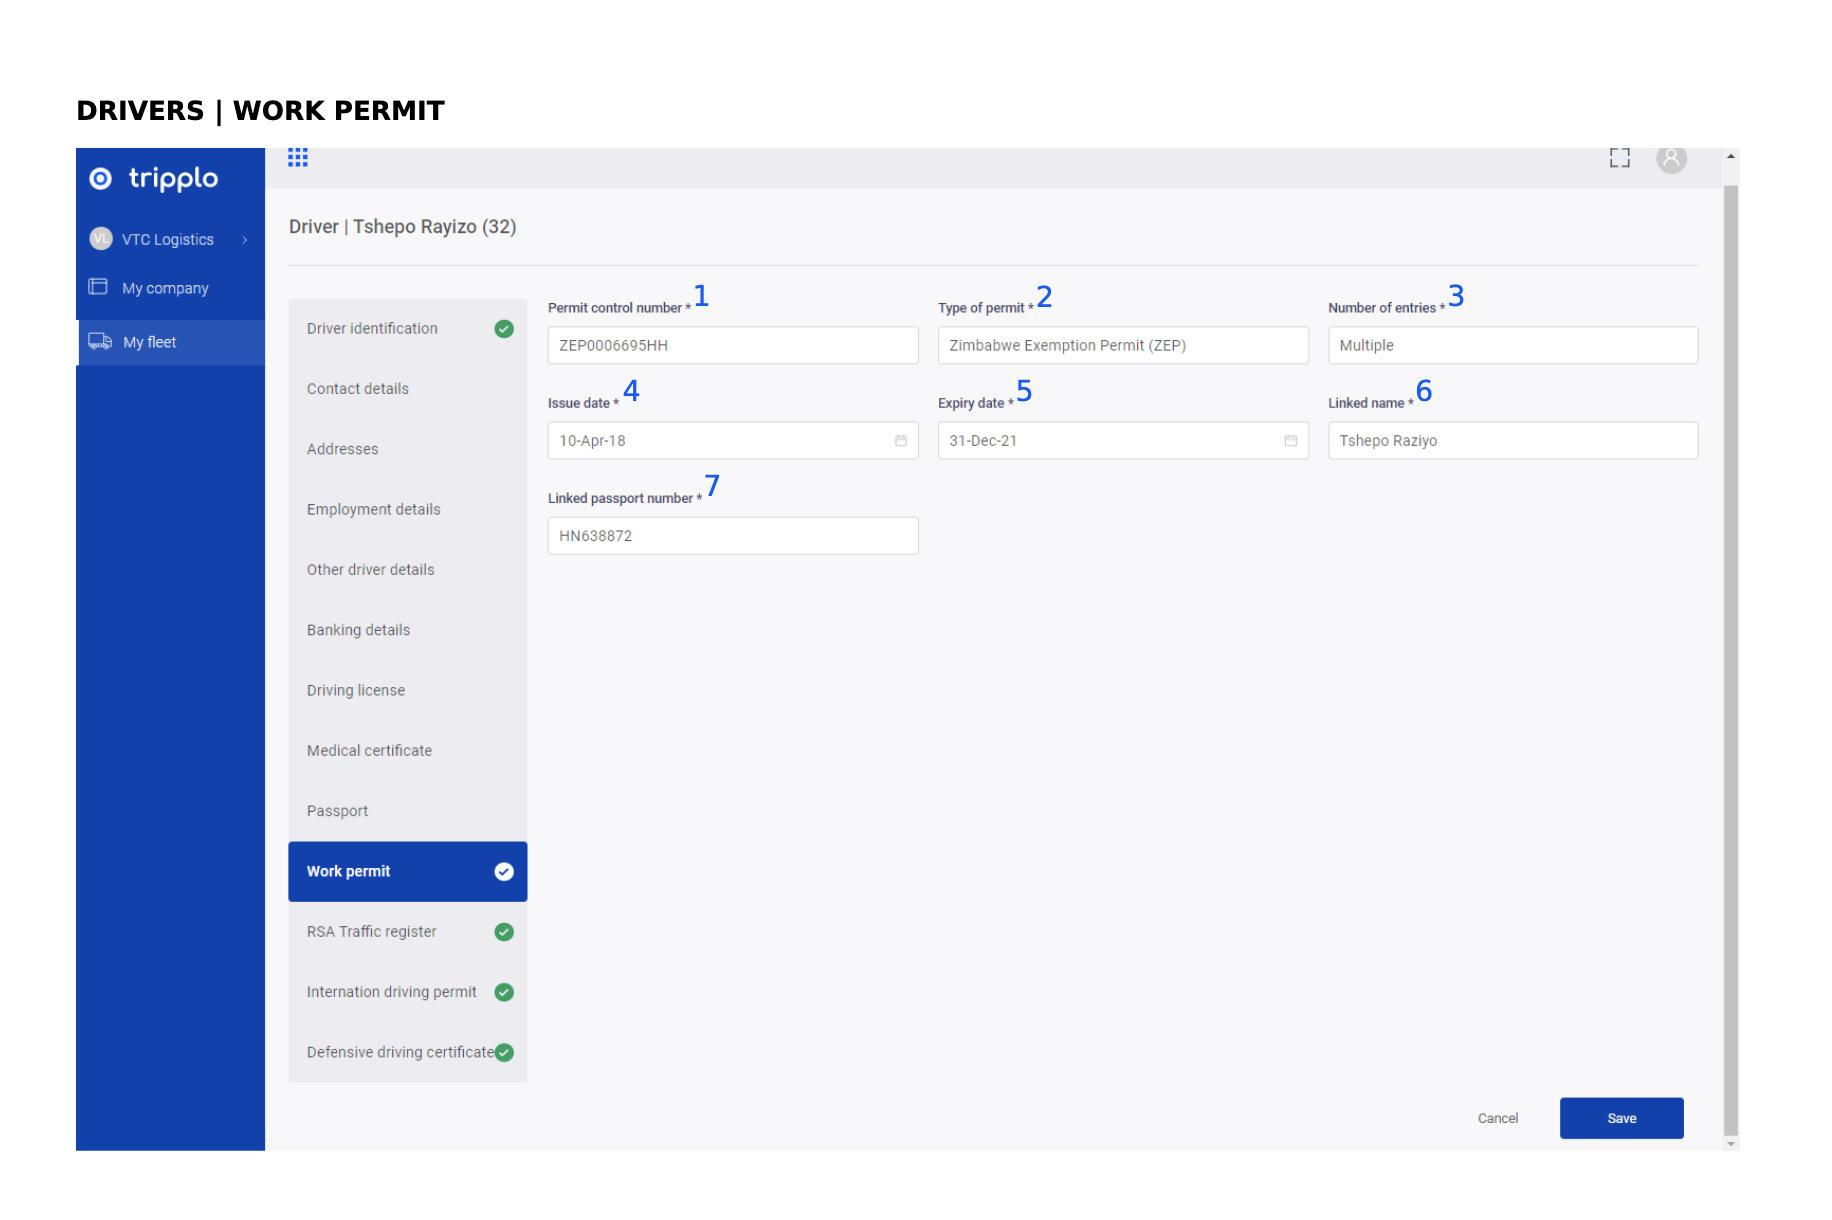 DRIVERS | WORK PERMIT
tripplo
VL VTC Logistics
My company
My fleet
Driver | Tshepo Rayizo (32)
Driver identification
Contact details
Addresses
Employment details
Other driver details
Banking details
Driving license
Medical certificate
Passport
Work permit
RSA Traffic register
Internation driving permit
Defensive driving certificate
Permit control number * 1
ZEP0006695HH
Type of permit * 2
Zimbabwe Exemption Permit (ZEP)
Number of entries * 3
Multiple
Issue date * 4
10-Apr-18
Expiry date * 5
31-Dec-21
Linked name * 6
Tshepo Raziyo
Linked passport number * 7
HN638872
Cancel
Save